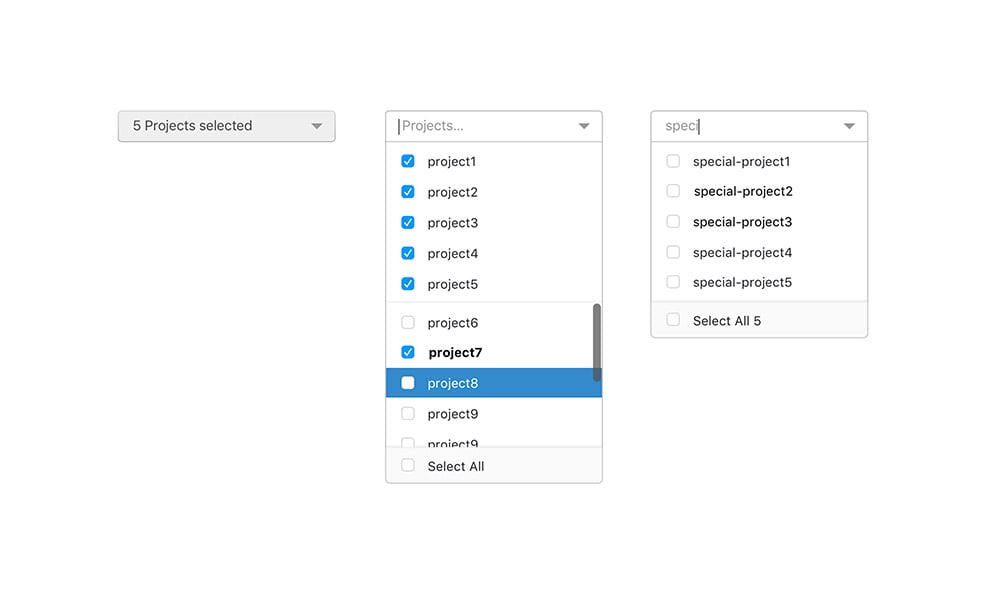 5 Projects selected
Projects...
project1
project2
project3
project4
project5
project6
project7
project8
project9
project9
Select All
speci
special-project1
special-project2
special-project3
special-project4
special-project5
Select All 5